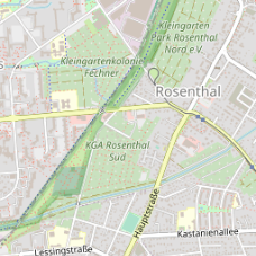 Kleingarten
Park Rosenthal
Nord e.V
Kleingartenkolonie
Fechner
Rosenthal
KGA Rosenthal
Süd
Hauptstraße
Kastanienallee
Lessingstraße